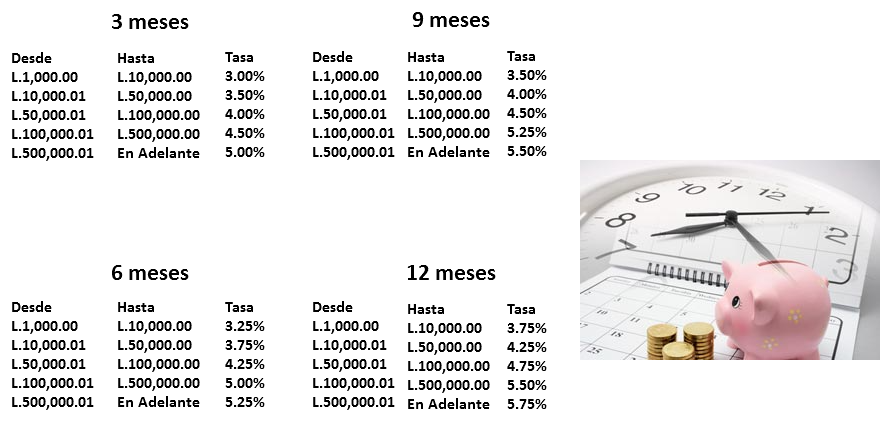 3 meses
Desde Hasta Tasa
L.1,000.00 L.10,000.00 3.00%
L.10,000.01 L.50,000.00 3.50%
L.50,000.01 L.100,000.00 4.00%
L.100,000.01 L.500,000.00 4.50%
L.500,000.01 En Adelante 5.00%
9 meses
Desde Hasta Tasa
L.1,000.00 L.10,000.00 3.50%
L.10,000.01 L.50,000.00 4.00%
L.50,000.01 L.100,000.00 4.50%
L.100,000.01 L.500,000.00 5.25%
L.500,000.01 En Adelante 5.50%
6 meses
Desde Hasta Tasa
L.1,000.00 L.10,000.00 3.25%
L.10,000.01 L.50,000.00 3.75%
L.50,000.01 L.100,000.00 4.25%
L.100,000.01 L.500,000.00 5.00%
L.500,000.01 En Adelante 5.25%
12 meses
Desde Hasta Tasa
L.1,000.00 L.10,000.00 3.75%
L.10,000.01 L.50,000.00 4.25%
L.50,000.01 L.100,000.00 4.75%
L.100,000.01 L.500,000.00 5.50%
L.500,000.01 En Adelante 5.75%
7 8 9 10 11 12 1 2 3
4 11 25